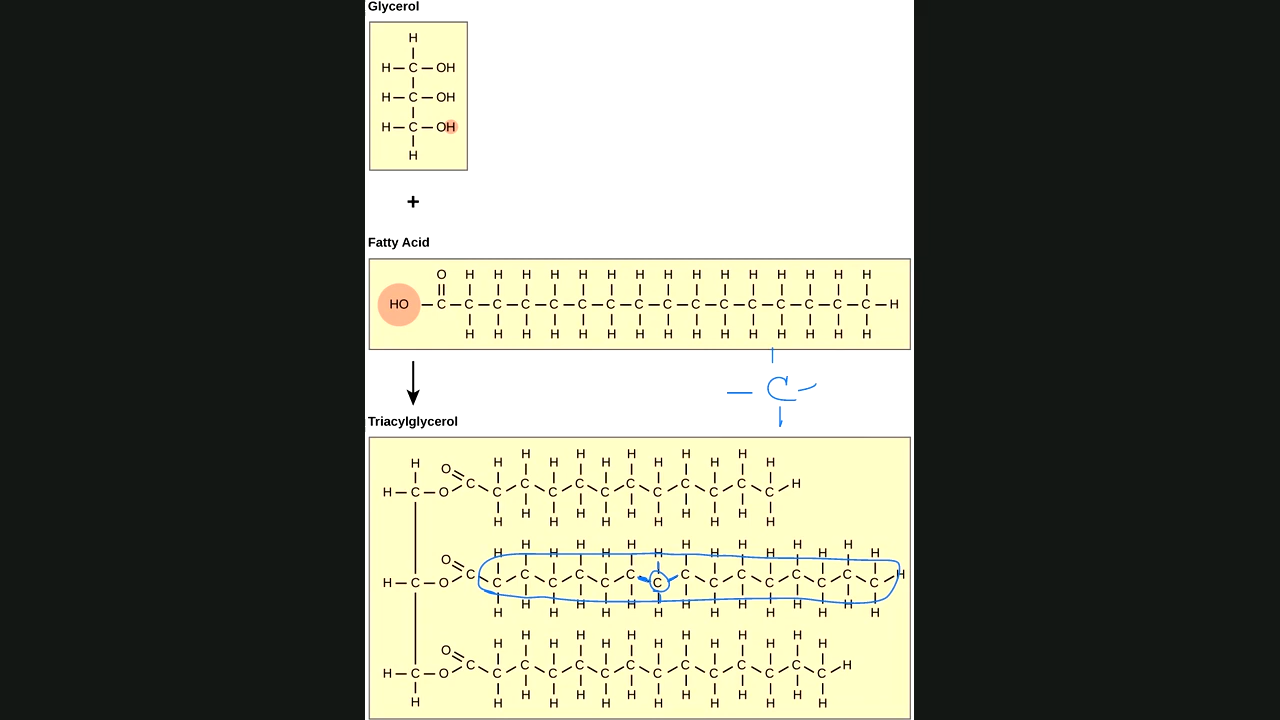 Glycerol
H
H—C—OH
H—C—OH
H—C—OH
H
+
Fatty Acid
O H H H H H H H H H H H H H H H
HO—C—C—C—C—C—C—C—C—C—C—C—C—C—C—C—C—H
H H H H H H H H H H H H H H H
C
Triacylglycerol
H H H H H
H O H H H H H H
H—C—O—C—C—C—C—C—C—C—C—C—C—C—C—H
H H H H H
H H H H H H
H H H H H H H
O H H H H H H H H
H—C—O—C—C—C—C—C—C—C—C—C—C—C—C—C—C—C—C—H
H H H H H H H
H H H H H H H H
H H H H H H
O H H H H H H H
H—C—O—C—C—C—C—C—C—C—C—C—C—C—C—C—C—H
H H H H H H
H H H H H H H H